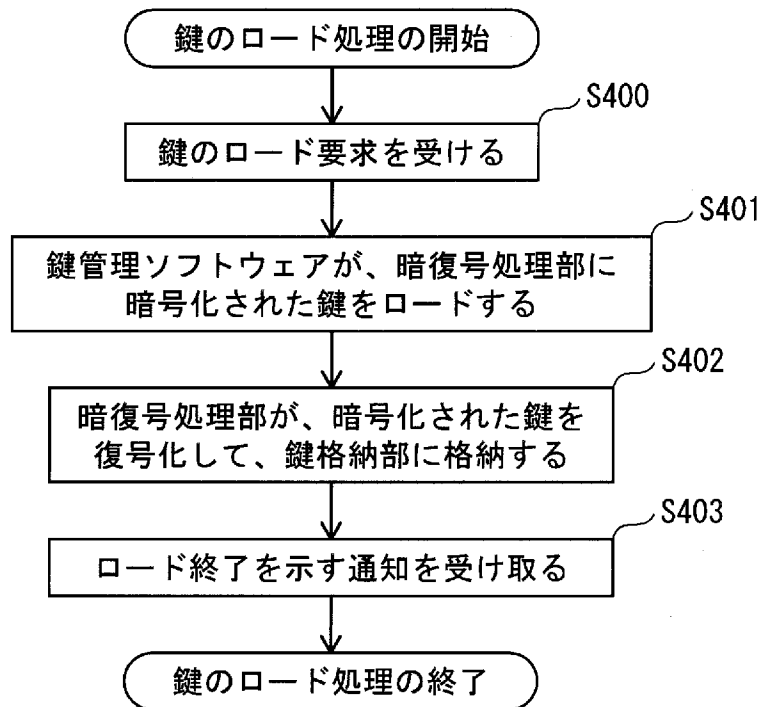 鍵のロード処理の開始
S400
鍵のロード要求を受ける
S401
鍵管理ソフトウェアが、暗復号処理部に
暗号化された鍵をロードする
S402
暗復号処理部が、暗号化された鍵を
復号化して、鍵格納部に格納する
S403
ロード終了を示す通知を受け取る
鍵のロード処理の終了